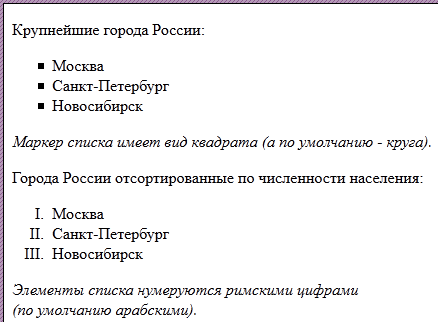 Крупнейшие города России:
▪ Москва
▪ Санкт-Петербург
▪ Новосибирск
Маркер списка имеет вид квадрата (а по умолчанию - круга).
Города России отсортированные по численности населения:
I. Москва
II. Санкт-Петербург
III. Новосибирск
Элементы списка нумеруются римскими цифрами
(по умолчанию арабскими).